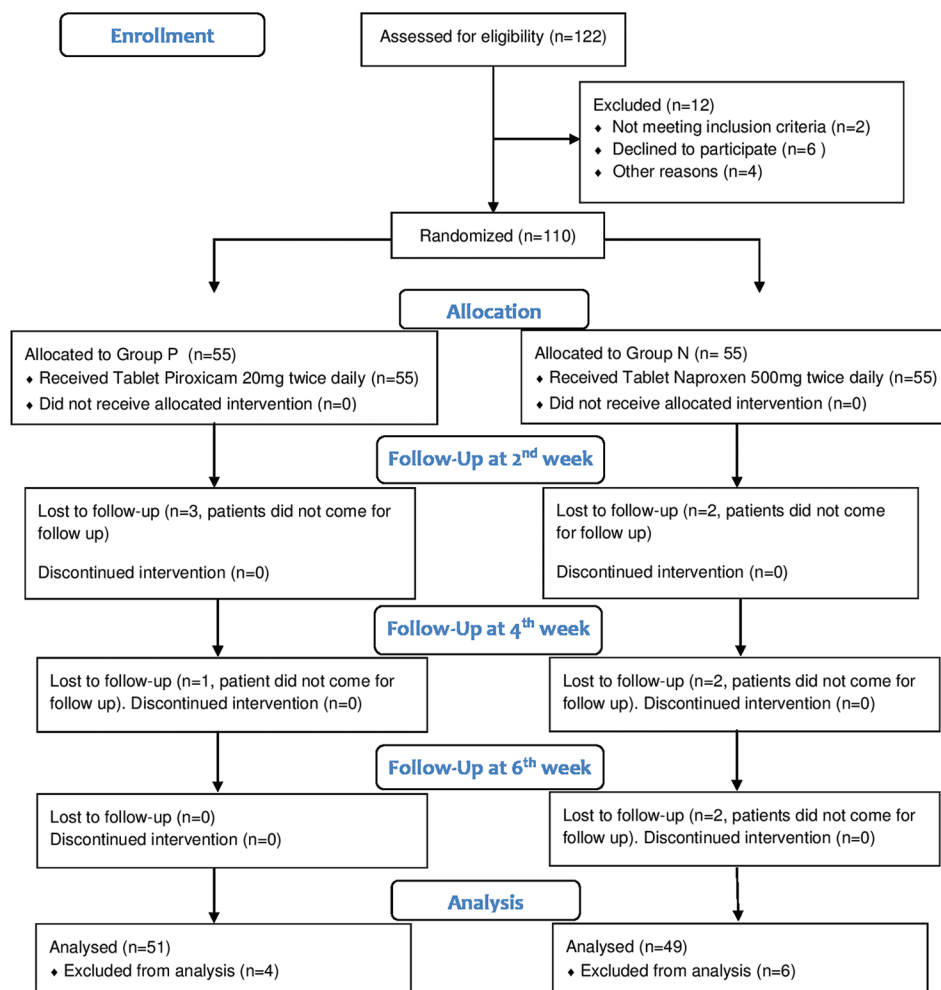 Enrollment
Assessed for eligibility (n=122)
Excluded (n=12)
♦ Not meeting inclusion criteria (n=2)
♦ Declined to participate (n=6 )
♦ Other reasons (n=4)
Randomized (n=110)
Allocation
Allocated to Group P (n=55)
♦ Received Tablet Piroxicam 20mg twice daily (n=55)
♦ Did not receive allocated intervention (n=0)
Allocated to Group N (n= 55)
♦ Received Tablet Naproxen 500mg twice daily (n=55)
♦ Did not receive allocated intervention (n=0)
Follow-Up at 2nd week
Lost to follow-up (n=3, patients did not come for
follow up)
Discontinued intervention (n=0)
Lost to follow-up (n=2, patients did not come
for follow up)
Discontinued intervention (n=0)
Follow-Up at 4th week
Lost to follow-up (n=1, patient did not come for
follow up). Discontinued intervention (n=0)
Lost to follow-up (n=2, patients did not come for
follow up). Discontinued intervention (n=0)
Follow-Up at 6th week
Lost to follow-up (n=0)
Discontinued intervention (n=0)
Lost to follow-up (n=2, patients did not come for
follow up). Discontinued intervention (n=0)
Analysis
Analysed (n=51)
♦ Excluded from analysis (n=4)
Analysed (n=49)
♦ Excluded from analysis (n=6)